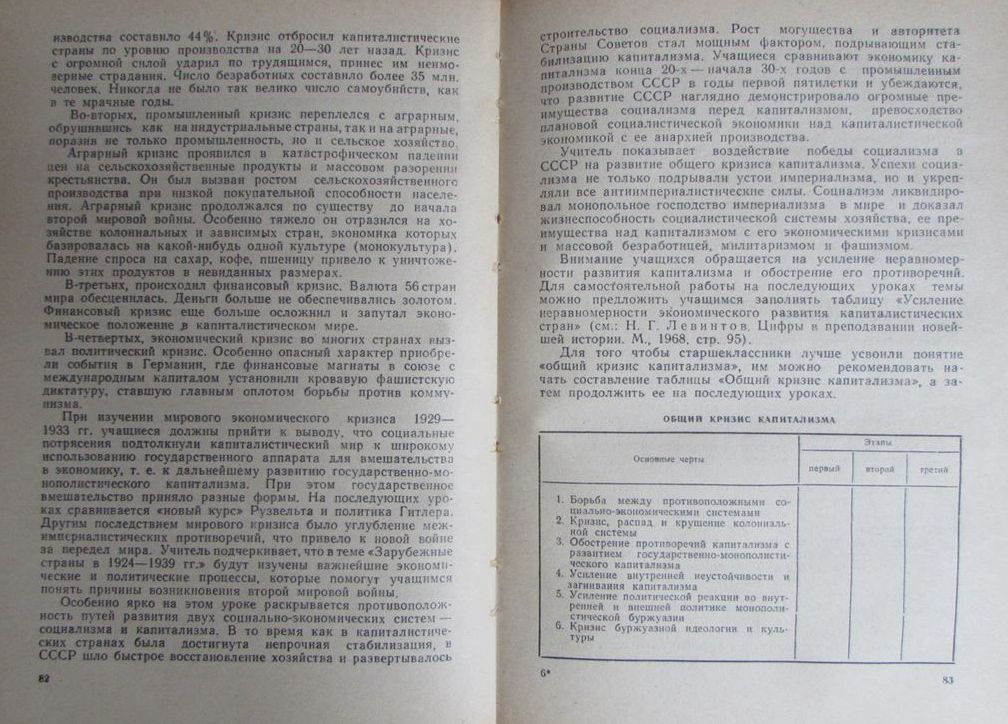 изводства составило 44%. Кризис отбросил капиталистические
страны по уровню производства на 20—30 лет назад. Кризис
с огромной силой ударил по трудящимся, принес им неимо-
верные страдания. Число безработных составило более 35 млн.
человек. Никогда не было так велико число самоубийств, как
в те мрачные годы.
Во-вторых, промышленный кризис переплелся с аграрным,
обрушившись как на индустриальные страны, так и на аграрные,
поразив не только промышленность, но и сельское хозяйство.
Аграрный кризис проявился в катастрофическом падении
цен на сельскохозяйственные продукты и массовом разорении
крестьянства. Он был вызван ростом сельскохозяйственного
производства при низкой покупательной способности населе-
ния. Аграрный кризис продолжался по существу до начала
второй мировой войны. Особенно тяжело он отразился на хо-
зяйстве колониальных и зависимых стран, экономика которых
базировалась на какой-нибудь одной культуре (монокультура).
Падение спроса на сахар, кофе, пшеницу привело к уничтоже-
нию этих продуктов в невиданных размерах.
В-третьих, происходил финансовый кризис. Валюта 56 стран
мира обесценилась. Деньги больше не обеспечивались золотом.
Финансовый кризис еще больше осложнил и запутал эконо-
мическое положение в капиталистическом мире.
В-четвертых, экономический кризис во многих странах выз-
вал политический кризис. Особенно опасный характер приобре-
ли события в Германии, где финансовые магнаты в союзе с
международным капиталом установили кровавую фашистскую
диктатуру, ставшую главным оплотом борьбы против комму-
низма.
При изучении мирового экономического кризиса 1929—
1933 гг. учащиеся должны прийти к выводу, что социальные
потрясения подтолкнули капиталистический мир к широкому
использованию государственного аппарата для вмешательства
в экономику, т. е. к дальнейшему развитию государственно-мо-
нополистического капитализма. При этом государственное
вмешательство приняло разные формы. На последующих уро-
ках сравнивается «новый курс» Рузвельта и политика Гитлера.
Другим последствием мирового кризиса было углубление меж-
империалистических противоречий, что привело к новой войне
за передел мира. Учитель подчеркивает, что в теме «Зарубежные
страны в 1924—1939 гг.» будут изучены важнейшие экономи-
ческие и политические процессы, которые помогут учащимся
понять причины возникновения второй мировой войны.
Особенно ярко на этом уроке раскрывается противополож-
ность путей развития двух социально-экономических систем —
социализма и капитализма. В то время как в капиталистиче-
ских странах была достигнута непрочная стабилизация, в
СССР шло быстрое восстановление хозяйства и развертывалось
82
строительство социализма. Рост могущества и авторитета
Страны Советов стал мощным фактором, подрывающим ста-
билизацию капитализма. Учащиеся сравнивают экономику ка-
питализма конца 20-х — начала 30-х годов с промышленным
производством СССР в годы первой пятилетки и убеждаются,
что развитие СССР наглядно демонстрировало огромные пре-
имущества социализма перед капитализмом, превосходство
плановой социалистической экономики над капиталистической
экономикой с ее анархией производства.
Учитель показывает воздействие победы социализма в
СССР на развитие общего кризиса капитализма. Успехи социа-
лизма не только подрывали устои империализма, но и укреп-
ляли все антиимпериалистические силы. Социализм ликвидиро-
вал монопольное господство империализма в мире и доказал
жизнеспособность социалистической системы хозяйства, ее пре-
имущества над капитализмом с его экономическими кризисами
и массовой безработицей, милитаризмом и фашизмом.
Внимание учащихся обращается на усиление неравномер-
ности развития капитализма и обострение его противоречий.
Для самостоятельной работы на последующих уроках темы
можно предложить учащимся заполнять таблицу «Усиление
неравномерности экономического развития капиталистических
стран» (см.: Н. Г. Левинтов. Цифры в преподавании новей-
шей истории. М., 1968, стр. 95).
Для того чтобы старшеклассники лучше усвоили понятие
«общий кризис капитализма», им можно рекомендовать на-
чать составление таблицы «Общий кризис капитализма», а за-
тем продолжить ее на последующих уроках.
ОБЩИЙ КРИЗИС КАПИТАЛИЗМА
Основные черты
Этапы
первый второй третий
1. Борьба между противоположными со-
циально-экономическими системами
2. Кризис, распад и крушение колониаль-
ной системы
3. Обострение противоречий капитализма с
развитием государственно-монополисти-
ческого капитализма
4. Усиление внутренней неустойчивости и
загнивания капитализма
5. Усиление политической реакции во внут-
ренней и внешней политике монополи-
стической буржуазии
6. Кризис буржуазной идеологии и куль-
туры
6*
83